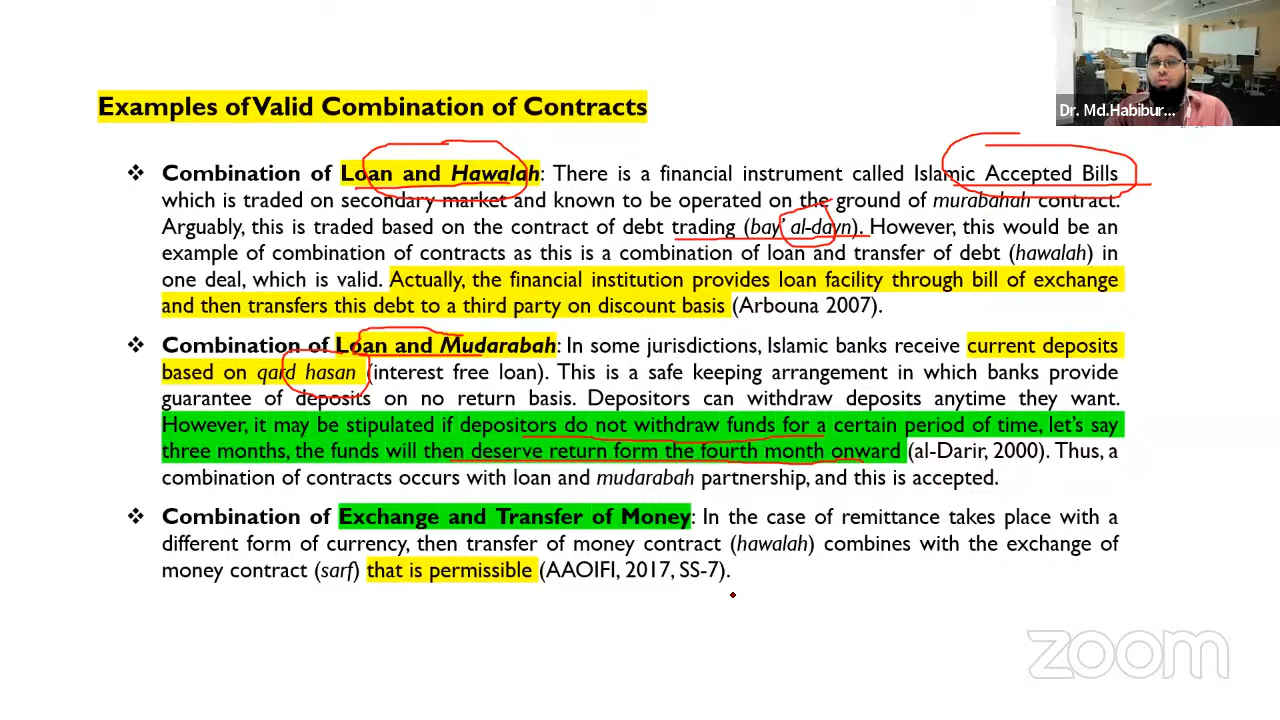 Dr. Md.Habibur...
Examples of Valid Combination of Contracts
❖ Combination of Loan and Hawalah: There is a financial instrument called Islamic Accepted Bills
which is traded on secondary market and known to be operated on the ground of murabahah contract.
Arguably, this is traded based on the contract of debt trading (bay' al-dayn). However, this would be an
example of combination of contracts as this is a combination of loan and transfer of debt (hawalah) in
one deal, which is valid. Actually, the financial institution provides loan facility through bill of exchange
and then transfers this debt to a third party on discount basis (Arbouna 2007).
❖ Combination of Loan and Mudarabah: In some jurisdictions, Islamic banks receive current deposits
based on qard hasan (interest free loan). This is a safe keeping arrangement in which banks provide
guarantee of deposits on no return basis. Depositors can withdraw deposits anytime they want.
However, it may be stipulated if depositors do not withdraw funds for a certain period of time, let's say
three months, the funds will then deserve return form the fourth month onward (al-Darir, 2000). Thus, a
combination of contracts occurs with loan and mudarabah partnership, and this is accepted.
❖ Combination of Exchange and Transfer of Money: In the case of remittance takes place with a
different form of currency, then transfer of money contract (hawalah) combines with the exchange of
money contract (sarf) that is permissible (AAOIFI, 2017, SS-7).
zoom